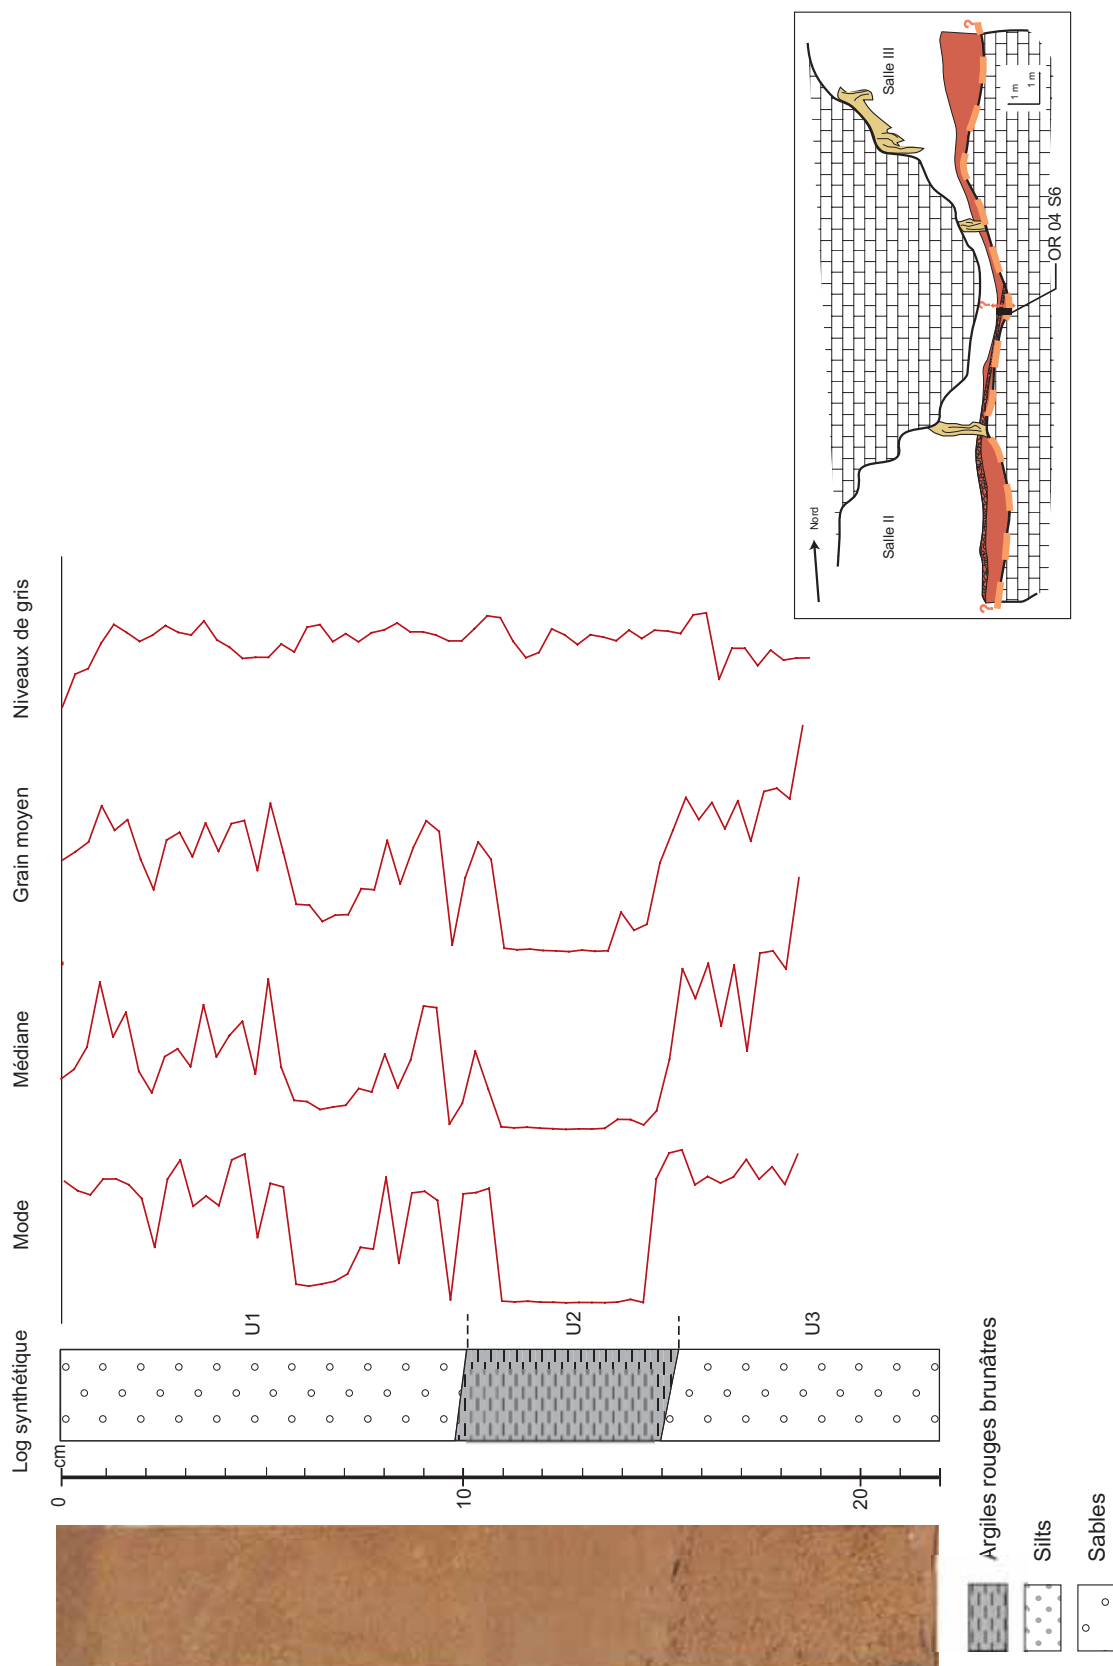 Log synthétique
Mode
Médiane
Grain moyen
Niveaux de gris
0
cm
10
20
U1
U2
U3
Argiles rouges brunâtres
Silts
Sables
Nord
Salle II
Salle III
?
?
?
1 m
1 m
OR 04 S6